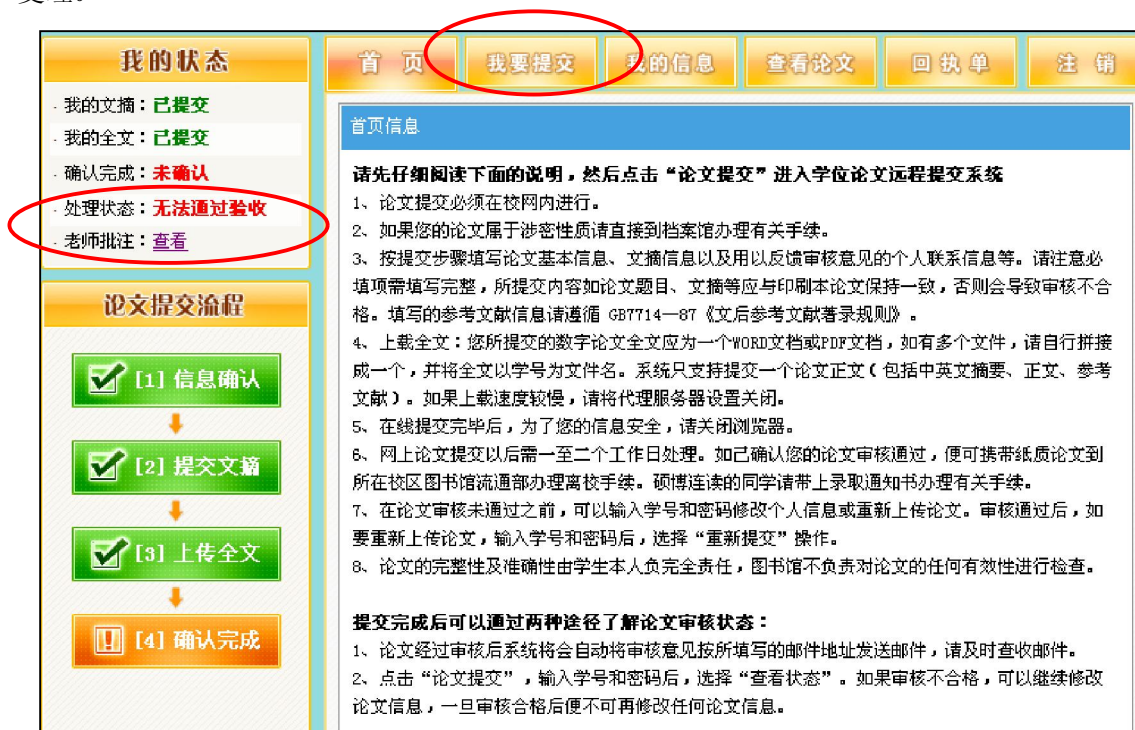 我的状态
· 我的文摘：已提交
· 我的全文：已提交
· 确认完成：未确认
· 处理状态：无法通过验收
· 老师批注：查看
论文提交流程
[1] 信息确认
[2] 提交文摘
[3] 上传全文
[4] 确认完成
首 页 我要提交 我的信息 查看论文 回执单 注 销
首页信息
请先仔细阅读下面的说明，然后点击“论文提交”进入学位论文远程提交系统
1、论文提交必须在校网内进行。
2、如果您的论文属于涉密性质请直接到档案馆办理有关手续。
3、按提交步骤填写论文基本信息、文摘信息以及用以反馈审核意见的个人联系信息等。请注意必
填项需填写完整，所提交内容如论文题目、文摘等应与印刷本论文保持一致，否则会导致审核不合
格。填写的参考文献信息请遵循 GB7714—87《文后参考文献著录规则》。
4、上载全文：您所提交的数字论文全文应为一个WORD文档或PDF文档，如有多个文件，请自行拼接
成一个，并将全文以学号为文件名。系统只支持提交一个论文正文(包括中英文摘要、正文、参考
文献)。如果上载速度较慢，请将代理服务器设置关闭。
5、在线提交完毕后，为了您的信息安全，请关闭浏览器。
6、网上论文提交以后需一至二个工作日处理。如己确认您的论文审核通过，便可携带纸质论文到
所在校区图书馆流通部办理离校手续。硕博连读的同学请带上录取通知书办理有关手续。
7、在论文审核未通过之前，可以输入学号和密码修改个人信息或重新上传论文。审核通过后，如
要重新上传论文，输入学号和密码后，选择“重新提交”操作。
8、论文的完整性及准确性由学生本人负完全责任，图书馆不负责对论文的任何有效性进行检查。
提交完成后可以通过两种途径了解论文审核状态：
1、论文经过审核后系统将会自动将审核意见按所填写的邮件地址发送邮件，请及时查收邮件。
2、点击“论文提交”，输入学号和密码后，选择“查看状态”。如果审核不合格，可以继续修改
论文信息，一旦审核合格后便不可再修改任何论文信息。